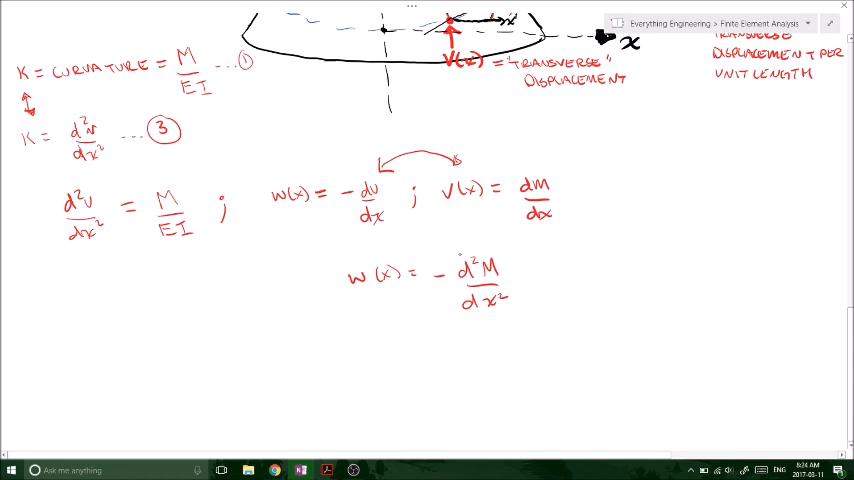 Everything Engineering > Finite Element Analysis
x
x
V(x) = "TRANSVERSE" DISPLACEMENT
TRANSVERSE
DISPLACEMENT PER
UNIT LENGTH
K = CURVATURE = M/EI ... ①
K = d²v/dx² ... ③
d²v/dx² = M/EI ; w(x) = - dv/dx ; V(x) = dM/dx
w(x) = - d²M/dx²
Ask me anything
ENG
8:24 AM
2017-03-11